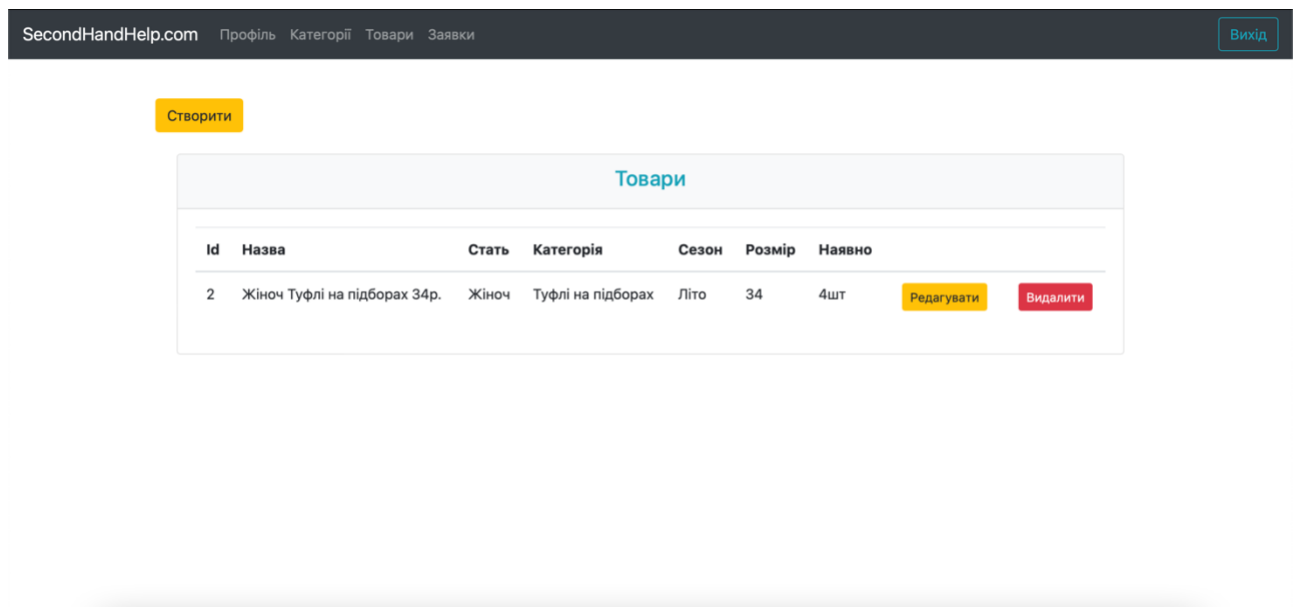 SecondHandHelp.com Профіль Категорії Товари Заявки Вихід
Створити
Товари
Id Назва Стать Категорія Сезон Розмір Наявно
2 Жіноч Туфлі на підборах 34р. Жіноч Туфлі на підборах Літо 34 4шт Редагувати Видалити